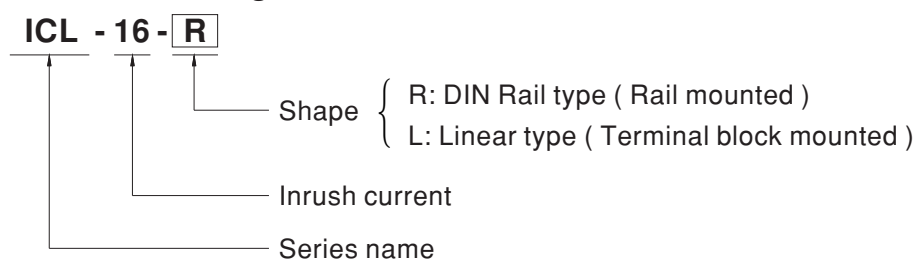 ICL - 16 - R
Shape { R: DIN Rail type ( Rail mounted )
L: Linear type ( Terminal block mounted )
Inrush current
Series name